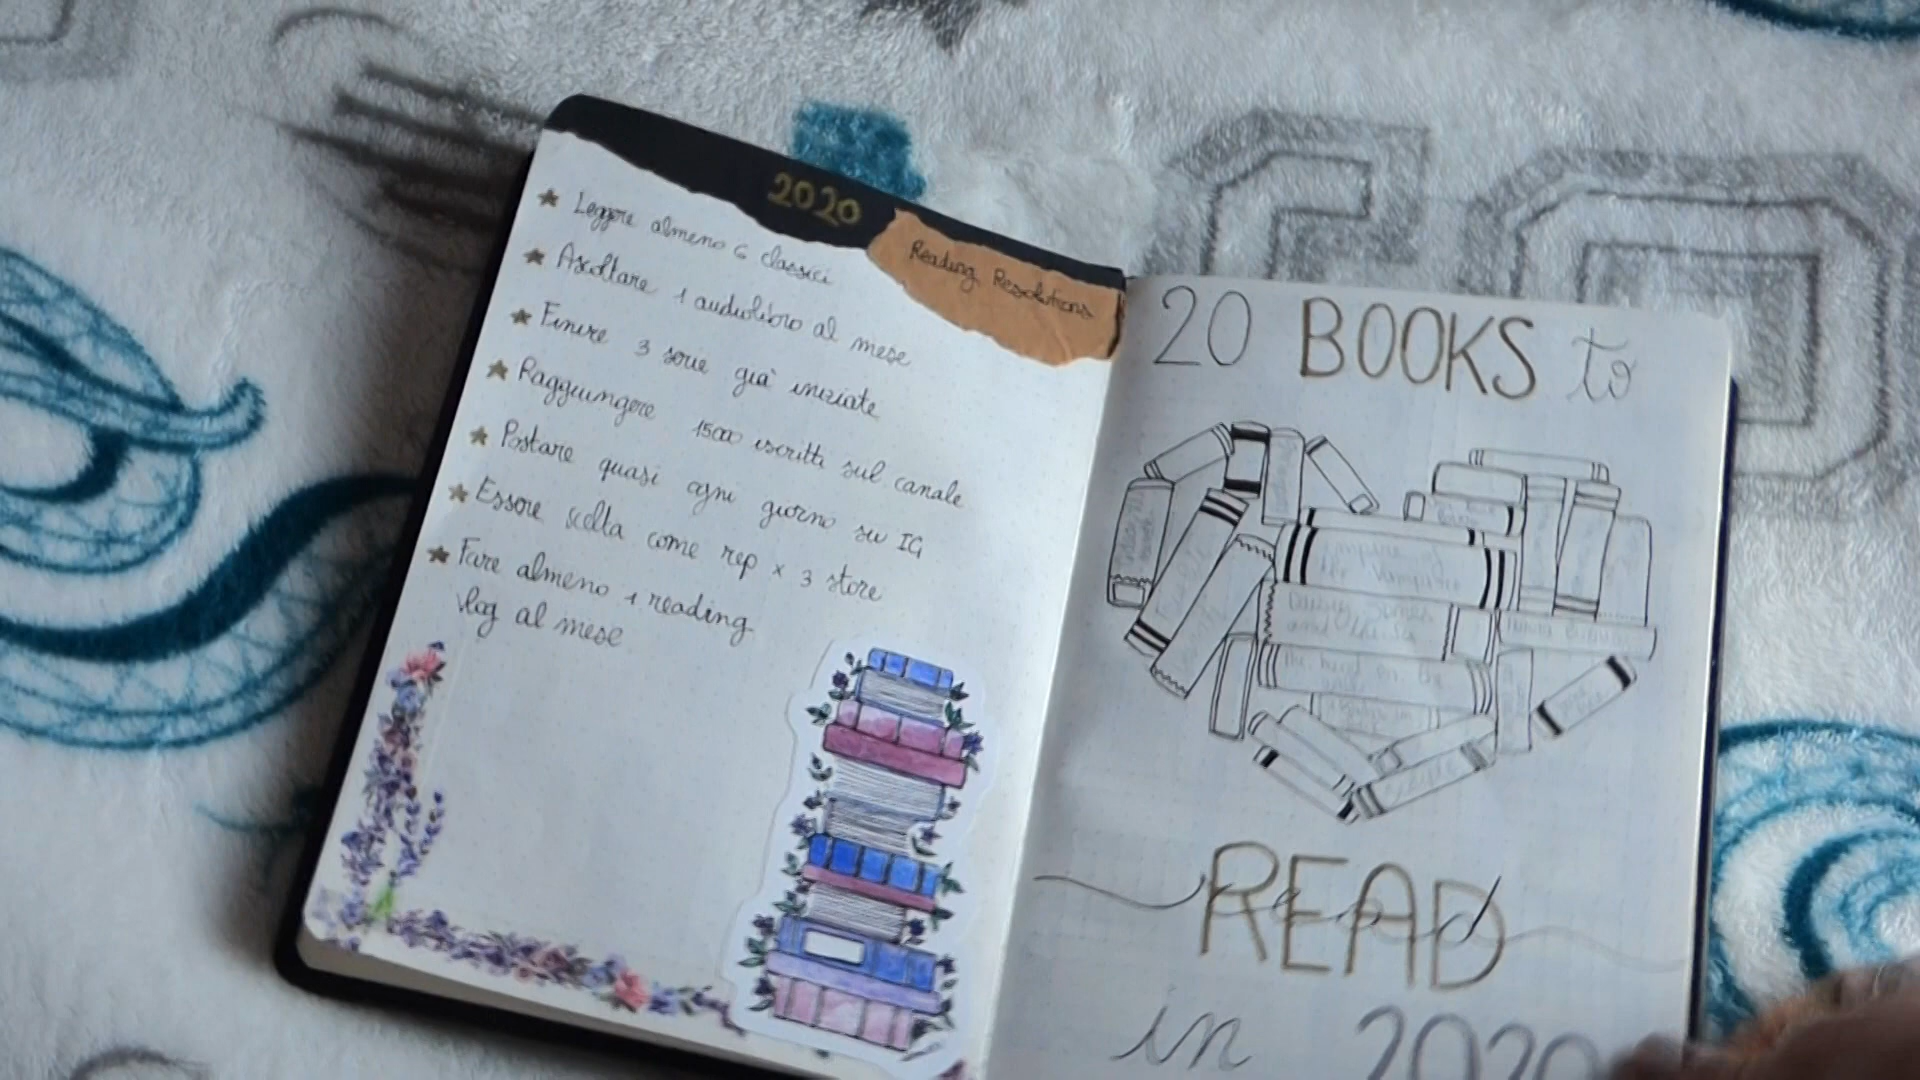 2020
Reading Resolutions
Leggere almeno 6 classici
Ascoltare 1 audiolibro al mese
Finire 3 serie già iniziate
Raggiungere 1500 iscritti sul canale
Postare quasi ogni giorno su IG
Essere scelta come rep x 3 store
Fare almeno 1 reading
vlog al mese
20 BOOKS to
READ
in 2020